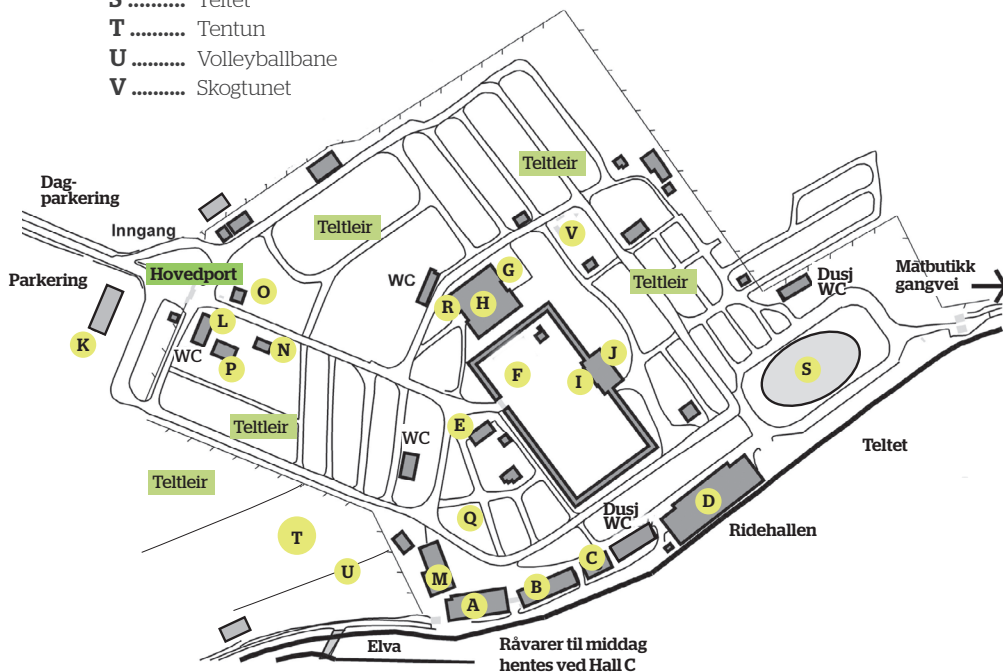 S .......... Teltet
T .......... Tentun
U .......... Volleyballbane
V .......... Skogtunet
Teltleir
Dag-
parkering
Inngang
Teltleir
V
Hovedport
Parkering
WC
G
Teltleir
Dusj
WC
Matbutikk
gangvei
O
R
H
L
K
WC
N
P
F
J
I
S
Teltleir
E
WC
Teltet
Teltleir
D
Q
Dusj
WC
Ridehallen
T
U
C
M
B
A
Elva
Råvarer til middag
hentes ved Hall C